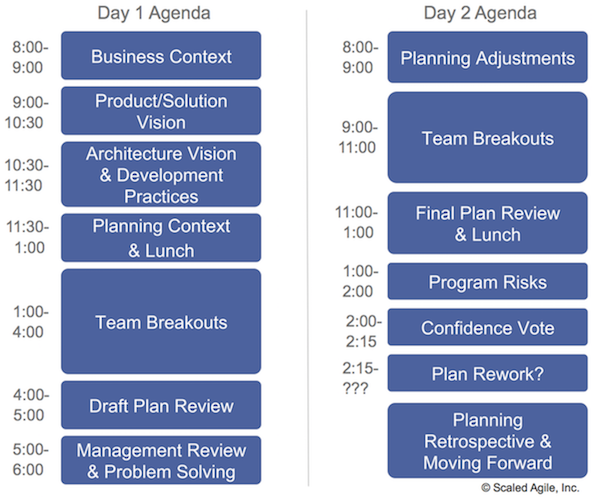 Day 1 Agenda
8:00-
9:00
Business Context
9:00-
10:30
Product/Solution
Vision
10:30-
11:30
Architecture Vision
& Development
Practices
11:30-
1:00
Planning Context
& Lunch
1:00-
4:00
Team Breakouts
4:00-
5:00
Draft Plan Review
5:00-
6:00
Management Review
& Problem Solving
Day 2 Agenda
8:00-
9:00
Planning Adjustments
9:00-
11:00
Team Breakouts
11:00-
1:00
Final Plan Review
& Lunch
1:00-
2:00
Program Risks
2:00-
2:15
Confidence Vote
2:15-
???
Plan Rework?
Planning
Retrospective &
Moving Forward
© Scaled Agile, Inc.